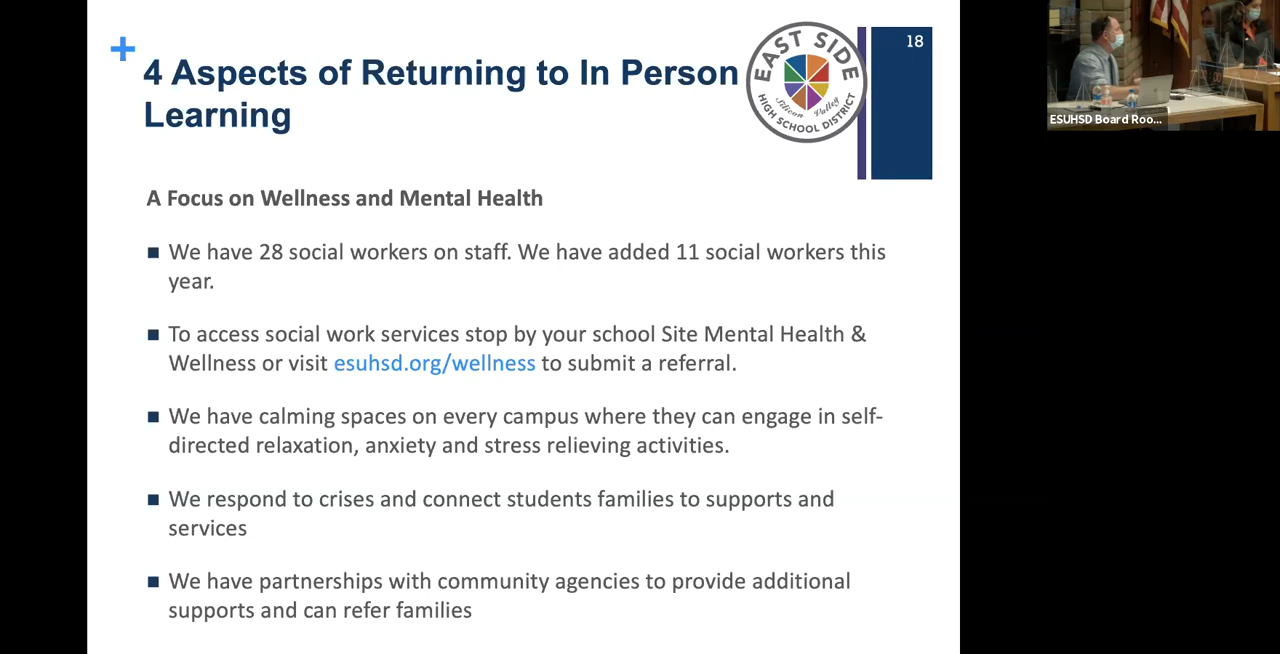 +
4 Aspects of Returning to In Person
Learning
EAST SIDE
Silicon Valley
HIGH SCHOOL DISTRICT
18
ESUHSD Board Roo...
A Focus on Wellness and Mental Health
■ We have 28 social workers on staff. We have added 11 social workers this
year.
■ To access social work services stop by your school Site Mental Health &
Wellness or visit esuhsd.org/wellness to submit a referral.
■ We have calming spaces on every campus where they can engage in self-
directed relaxation, anxiety and stress relieving activities.
■ We respond to crises and connect students families to supports and
services
■ We have partnerships with community agencies to provide additional
supports and can refer families